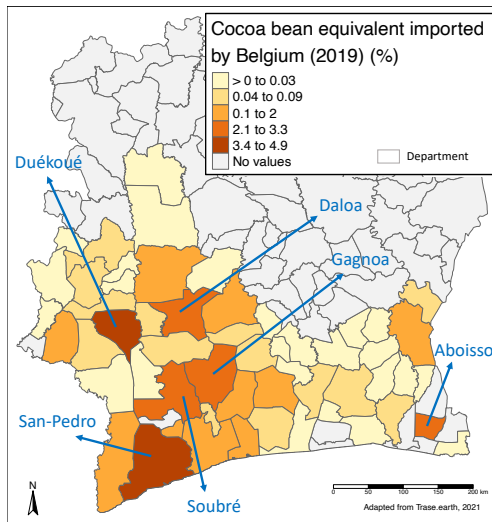 Cocoa bean equivalent imported
by Belgium (2019) (%)
> 0 to 0.03
0.04 to 0.09
0.1 to 2
2.1 to 3.3
3.4 to 4.9
No values
Department
Duékoué
Daloa
Gagnoa
Aboisso
San-Pedro
Soubré
N
0 50 100 150 200 km
Adapted from Trase.earth, 2021